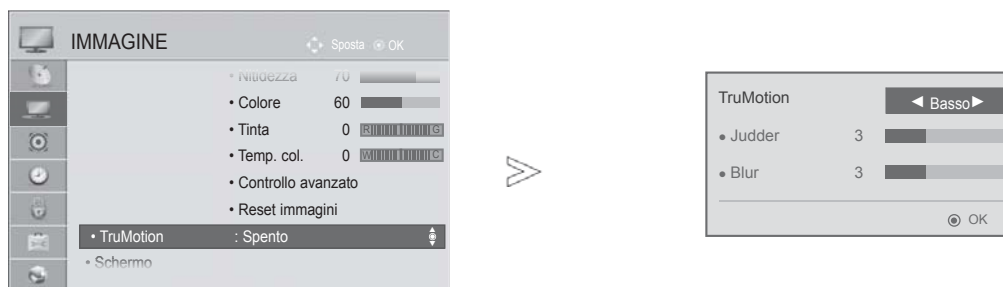 IMMAGINE
Sposta OK
• Nitidezza 70
• Colore 60
• Tinta 0 R G
• Temp. col. 0 W C
• Controllo avanzato
• Reset immagini
• TruMotion : Spento
• Schermo
TruMotion ◄ Basso ►
• Judder 3
• Blur 3
OK